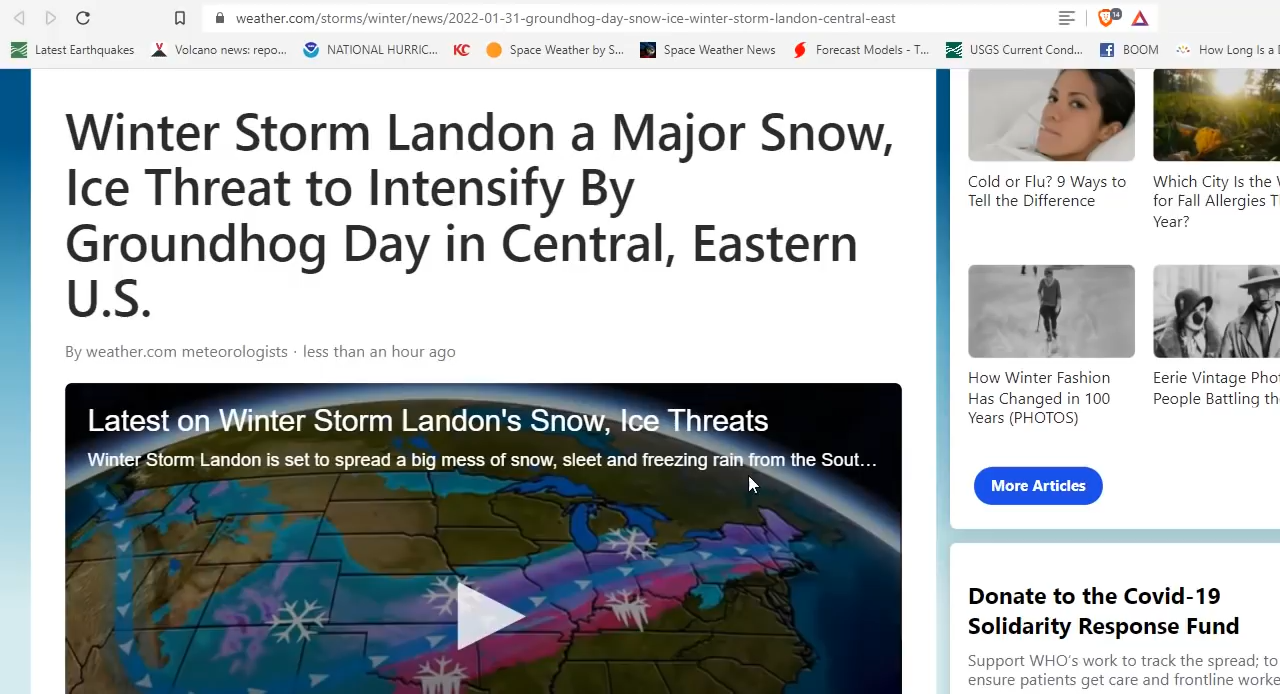 weather.com/storms/winter/news/2022-01-31-groundhog-day-snow-ice-winter-storm-landon-central-east
14
Latest Earthquakes
Volcano news: repo...
NATIONAL HURRIC...
KC
Space Weather by S...
Space Weather News
Forecast Models - T...
USGS Current Cond...
BOOM
How Long Is a
Winter Storm Landon a Major Snow,
Ice Threat to Intensify By
Groundhog Day in Central, Eastern
U.S.
By weather.com meteorologists · less than an hour ago
Latest on Winter Storm Landon's Snow, Ice Threats
Winter Storm Landon is set to spread a big mess of snow, sleet and freezing rain from the Sout...
Cold or Flu? 9 Ways to
Tell the Difference
Which City Is the
for Fall Allergies
Year?
How Winter Fashion
Has Changed in 100
Years (PHOTOS)
Eerie Vintage
People Battling
More Articles
Donate to the Covid-19
Solidarity Response Fund
Support WHO's work to track the spread; to
ensure patients get care and frontline